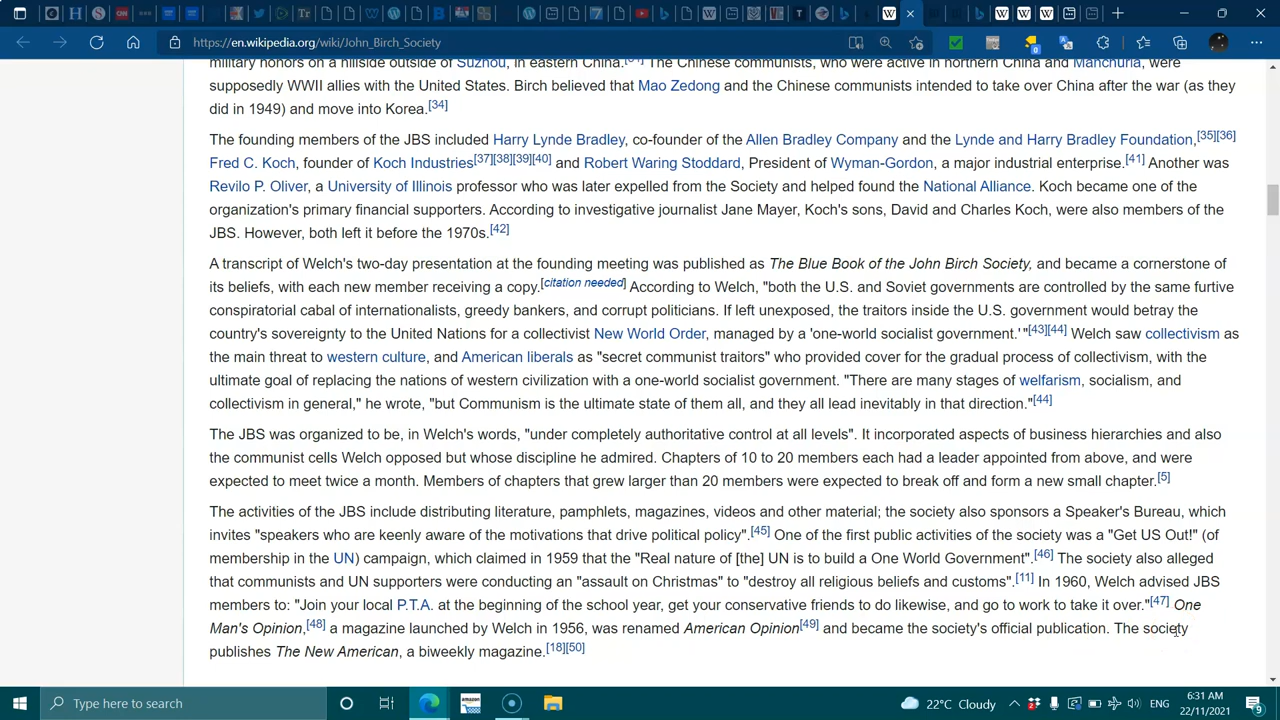 https://en.wikipedia.org/wiki/John_Birch_Society
military honors on a hillside outside of Suzhou, in eastern China. The Chinese communists, who were active in northern China and Manchuria, were
supposedly WWII allies with the United States. Birch believed that Mao Zedong and the Chinese communists intended to take over China after the war (as they
did in 1949) and move into Korea.[34]
The founding members of the JBS included Harry Lynde Bradley, co-founder of the Allen Bradley Company and the Lynde and Harry Bradley Foundation,[35][36]
Fred C. Koch, founder of Koch Industries[37][38][39][40] and Robert Waring Stoddard, President of Wyman-Gordon, a major industrial enterprise.[41] Another was
Revilo P. Oliver, a University of Illinois professor who was later expelled from the Society and helped found the National Alliance. Koch became one of the
organization's primary financial supporters. According to investigative journalist Jane Mayer, Koch's sons, David and Charles Koch, were also members of the
JBS. However, both left it before the 1970s.[42]
A transcript of Welch's two-day presentation at the founding meeting was published as The Blue Book of the John Birch Society, and became a cornerstone of
its beliefs, with each new member receiving a copy.[citation needed] According to Welch, "both the U.S. and Soviet governments are controlled by the same furtive
conspiratorial cabal of internationalists, greedy bankers, and corrupt politicians. If left unexposed, the traitors inside the U.S. government would betray the
country's sovereignty to the United Nations for a collectivist New World Order, managed by a 'one-world socialist government.' "[43][44] Welch saw collectivism as
the main threat to western culture, and American liberals as "secret communist traitors" who provided cover for the gradual process of collectivism, with the
ultimate goal of replacing the nations of western civilization with a one-world socialist government. "There are many stages of welfarism, socialism, and
collectivism in general," he wrote, "but Communism is the ultimate state of them all, and they all lead inevitably in that direction."[44]
The JBS was organized to be, in Welch's words, "under completely authoritative control at all levels". It incorporated aspects of business hierarchies and also
the communist cells Welch opposed but whose discipline he admired. Chapters of 10 to 20 members each had a leader appointed from above, and were
expected to meet twice a month. Members of chapters that grew larger than 20 members were expected to break off and form a new small chapter.[5]
The activities of the JBS include distributing literature, pamphlets, magazines, videos and other material; the society also sponsors a Speaker's Bureau, which
invites "speakers who are keenly aware of the motivations that drive political policy".[45] One of the first public activities of the society was a "Get US Out!" (of
membership in the UN) campaign, which claimed in 1959 that the "Real nature of [the] UN is to build a One World Government".[46] The society also alleged
that communists and UN supporters were conducting an "assault on Christmas" to "destroy all religious beliefs and customs".[11] In 1960, Welch advised JBS
members to: "Join your local P.T.A. at the beginning of the school year, get your conservative friends to do likewise, and go to work to take it over."[47] One
Man's Opinion,[48] a magazine launched by Welch in 1956, was renamed American Opinion[49] and became the society's official publication. The society
publishes The New American, a biweekly magazine.[18][50]
Type here to search
22°C Cloudy
ENG
6:31 AM
22/11/2021